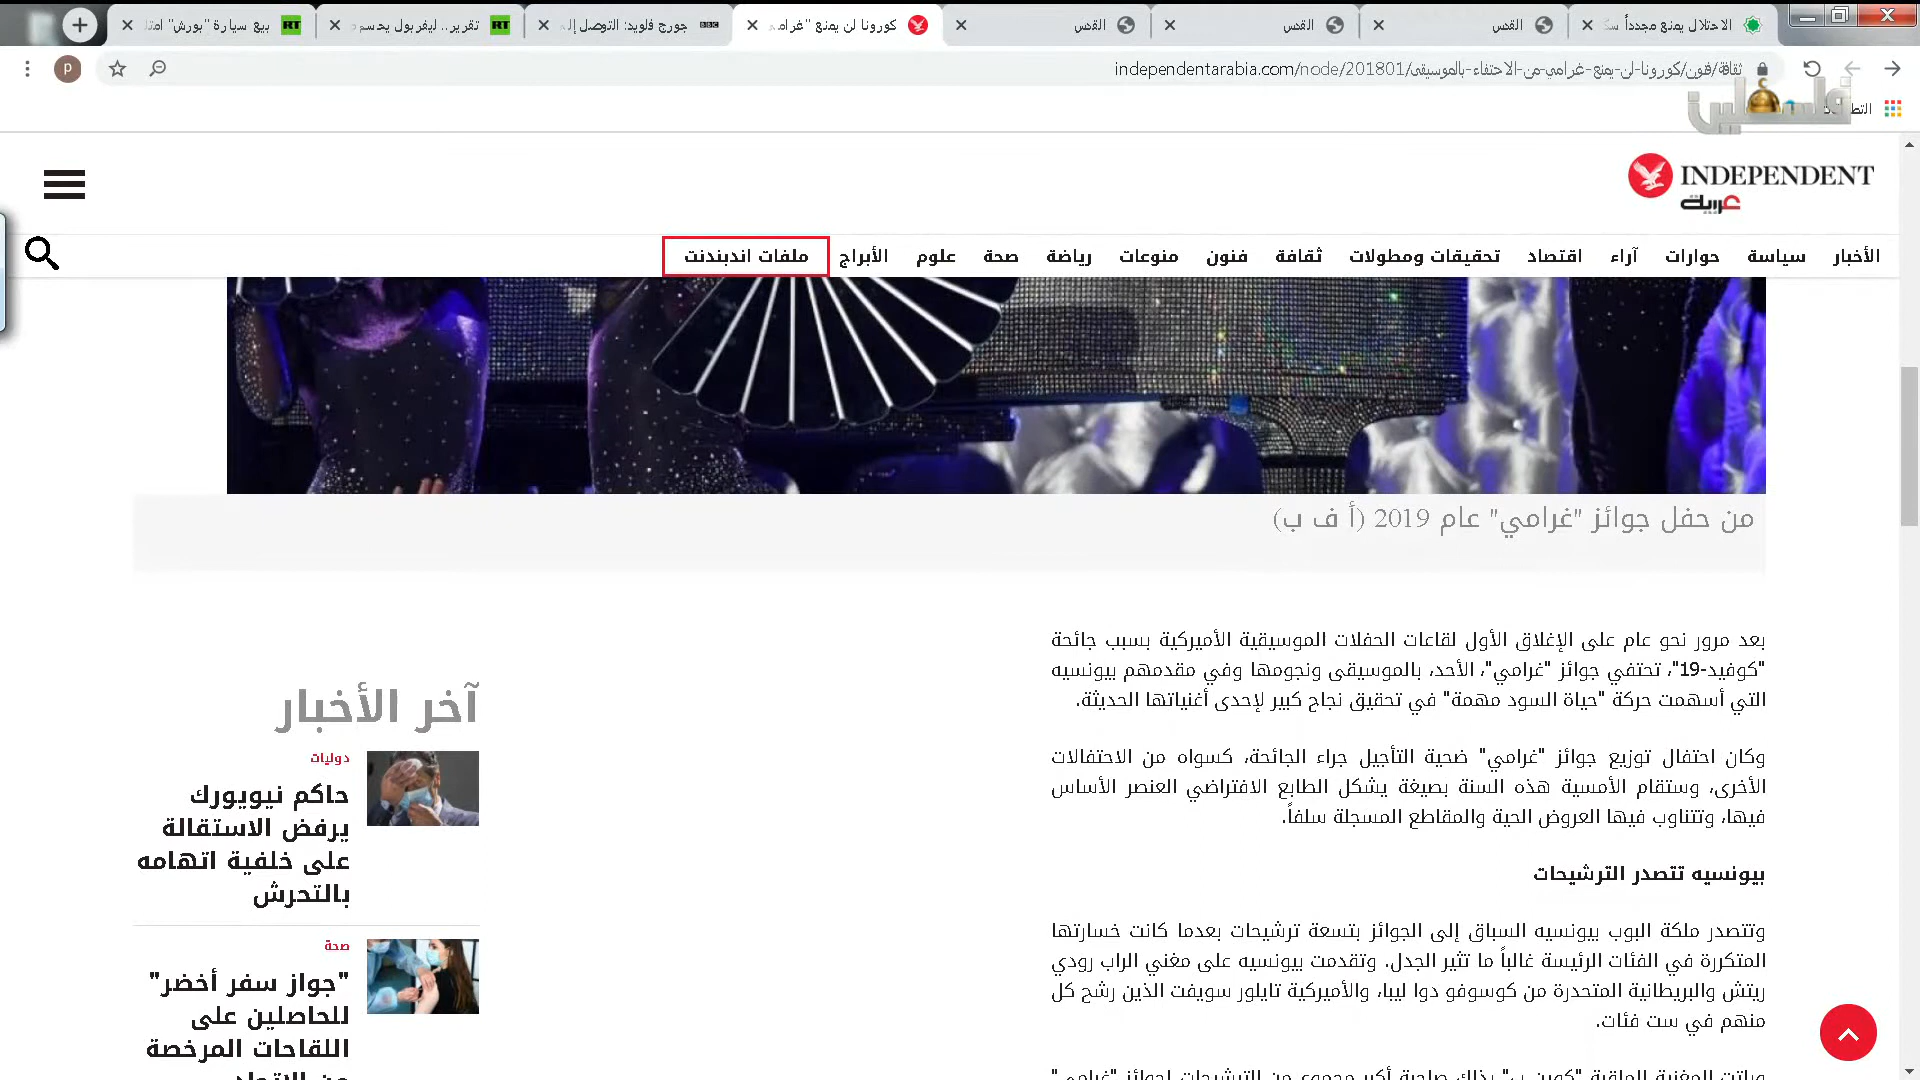 الاحتلال يمنع مجدداً
القدس
القدس
القدس
كورونا لن يمنع "غرامي
جورج فلويد: التوصل إلى
BBC
تقرير.. ليفربول يحسم
RT
بيع سيارة "بورش"
RT
independentarabia.com/node/201801/ثقافة/فنون/كورونا-لن-يمنع-غرامي-من-الاحتفاء-بالموسيقى
p
فلسطين
INDEPENDENT
عربية
الأخبار سياسة حوارات آراء اقتصاد تحقيقات ومطولات ثقافة فنون منوعات رياضة صحة علوم الأبراج ملفات اندبندنت
من حفل جوائز "غرامي" عام 2019 (أ ف ب)
بعد مرور نحو عام على الإغلاق الأول لقاعات الحفلات الموسيقية الأميركية بسبب جائحة
"كوفيد-19"، تحتفي جوائز "غرامي"، الأحد، بالموسيقى ونجومها وفي مقدمهم بيونسيه
التي أسهمت حركة "حياة السود مهمة" في تحقيق نجاح كبير لإحدى أغنياتها الحديثة.
وكان احتفال توزيع جوائز "غرامي" ضحية التأجيل جراء الجائحة، كسواه من الاحتفالات
الأخرى، وستقام الأمسية هذه السنة بصيغة يشكل الطابع الافتراضي العنصر الأساس
فيها، وتتناوب فيها العروض الحية والمقاطع المسجلة سلفاً.
بيونسيه تتصدر الترشيحات
وتتصدر ملكة البوب بيونسيه السباق إلى الجوائز بتسعة ترشيحات بعدما كانت خسارتها
المتكررة في الفئات الرئيسة غالباً ما تثير الجدل. وتقدمت بيونسيه على مغني الراب رودي
ريتش والبريطانية المتحدرة من كوسوفو دوا ليبا، والأميركية تايلور سويفت الذين رشح كل
منهم في ست فئات.
آخر الأخبار
دوليات
حاكم نيويورك
يرفض الاستقالة
على خلفية اتهامه
بالتحرش
صحة
"جواز سفر أخضر"
للحاصلين على
اللقاحات المرخصة